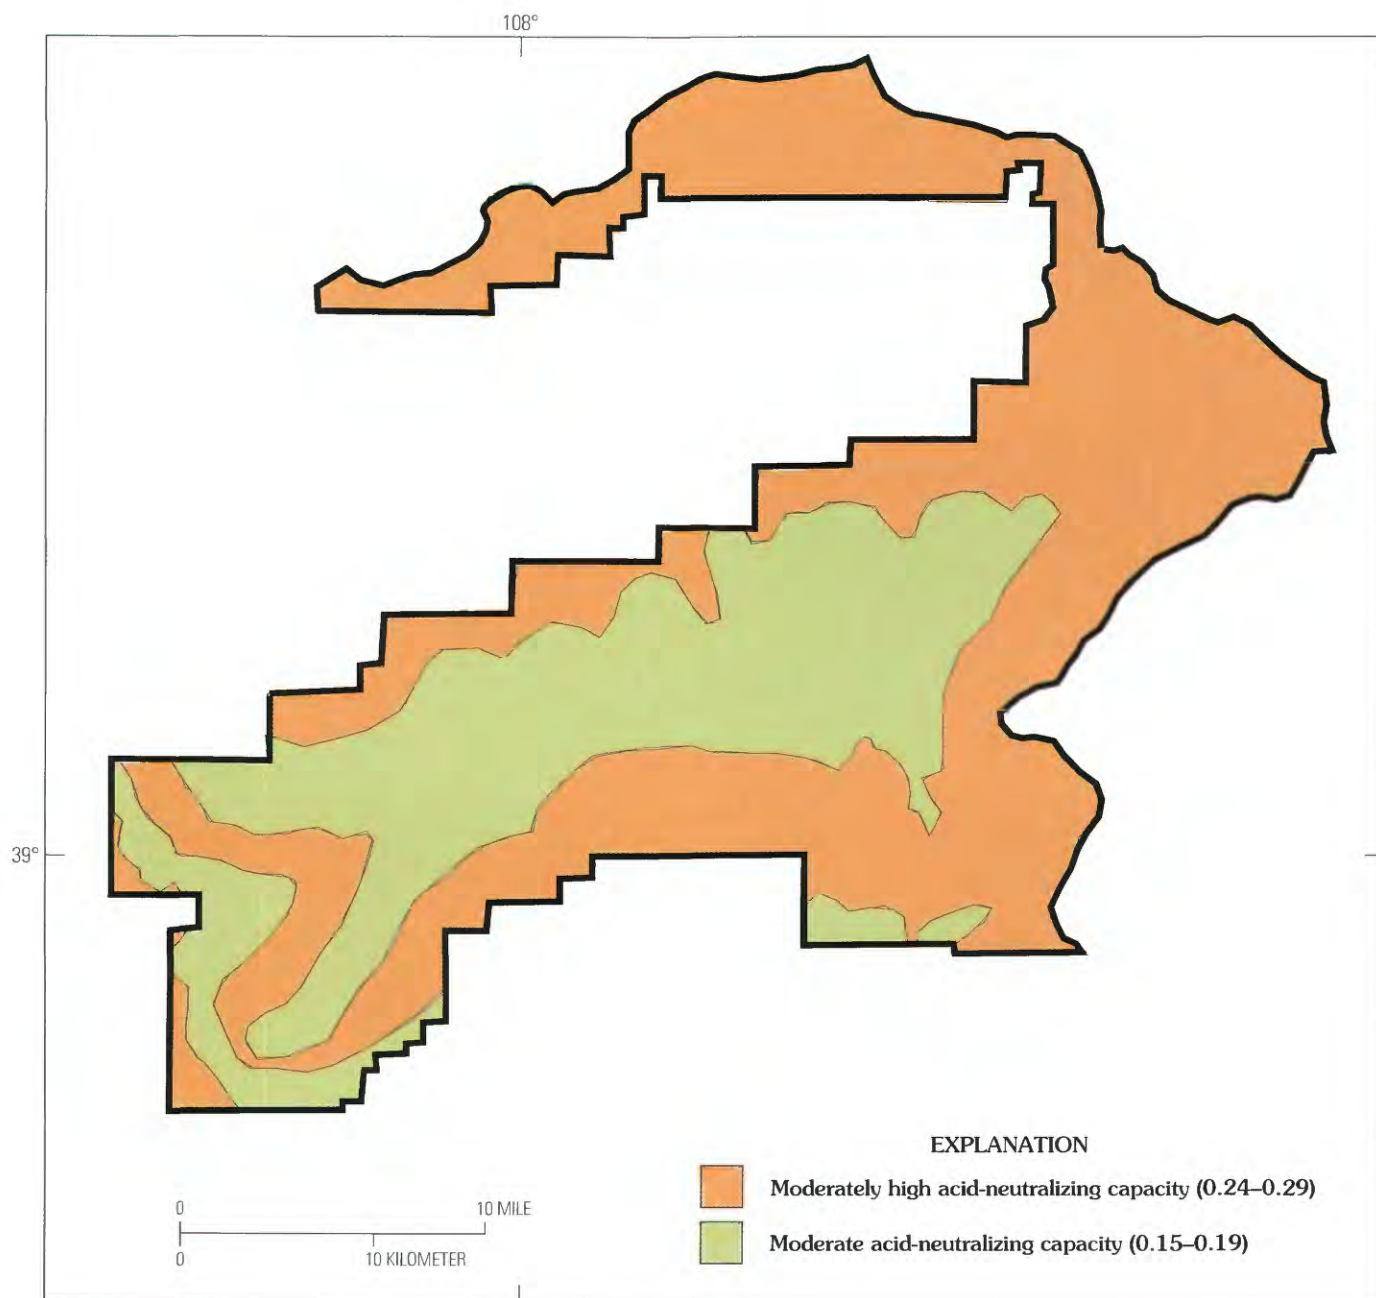 108°
39°
EXPLANATION
Moderately high acid-neutralizing capacity (0.24–0.29)
Moderate acid-neutralizing capacity (0.15–0.19)
0 10 MILE
0 10 KILOMETER